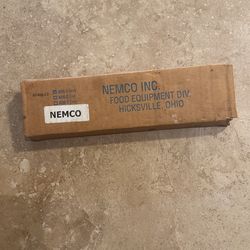 NEMCO INC.
FOOD EQUIPMENT DIV.
HICKSVILLE, OHIO
NEMCO